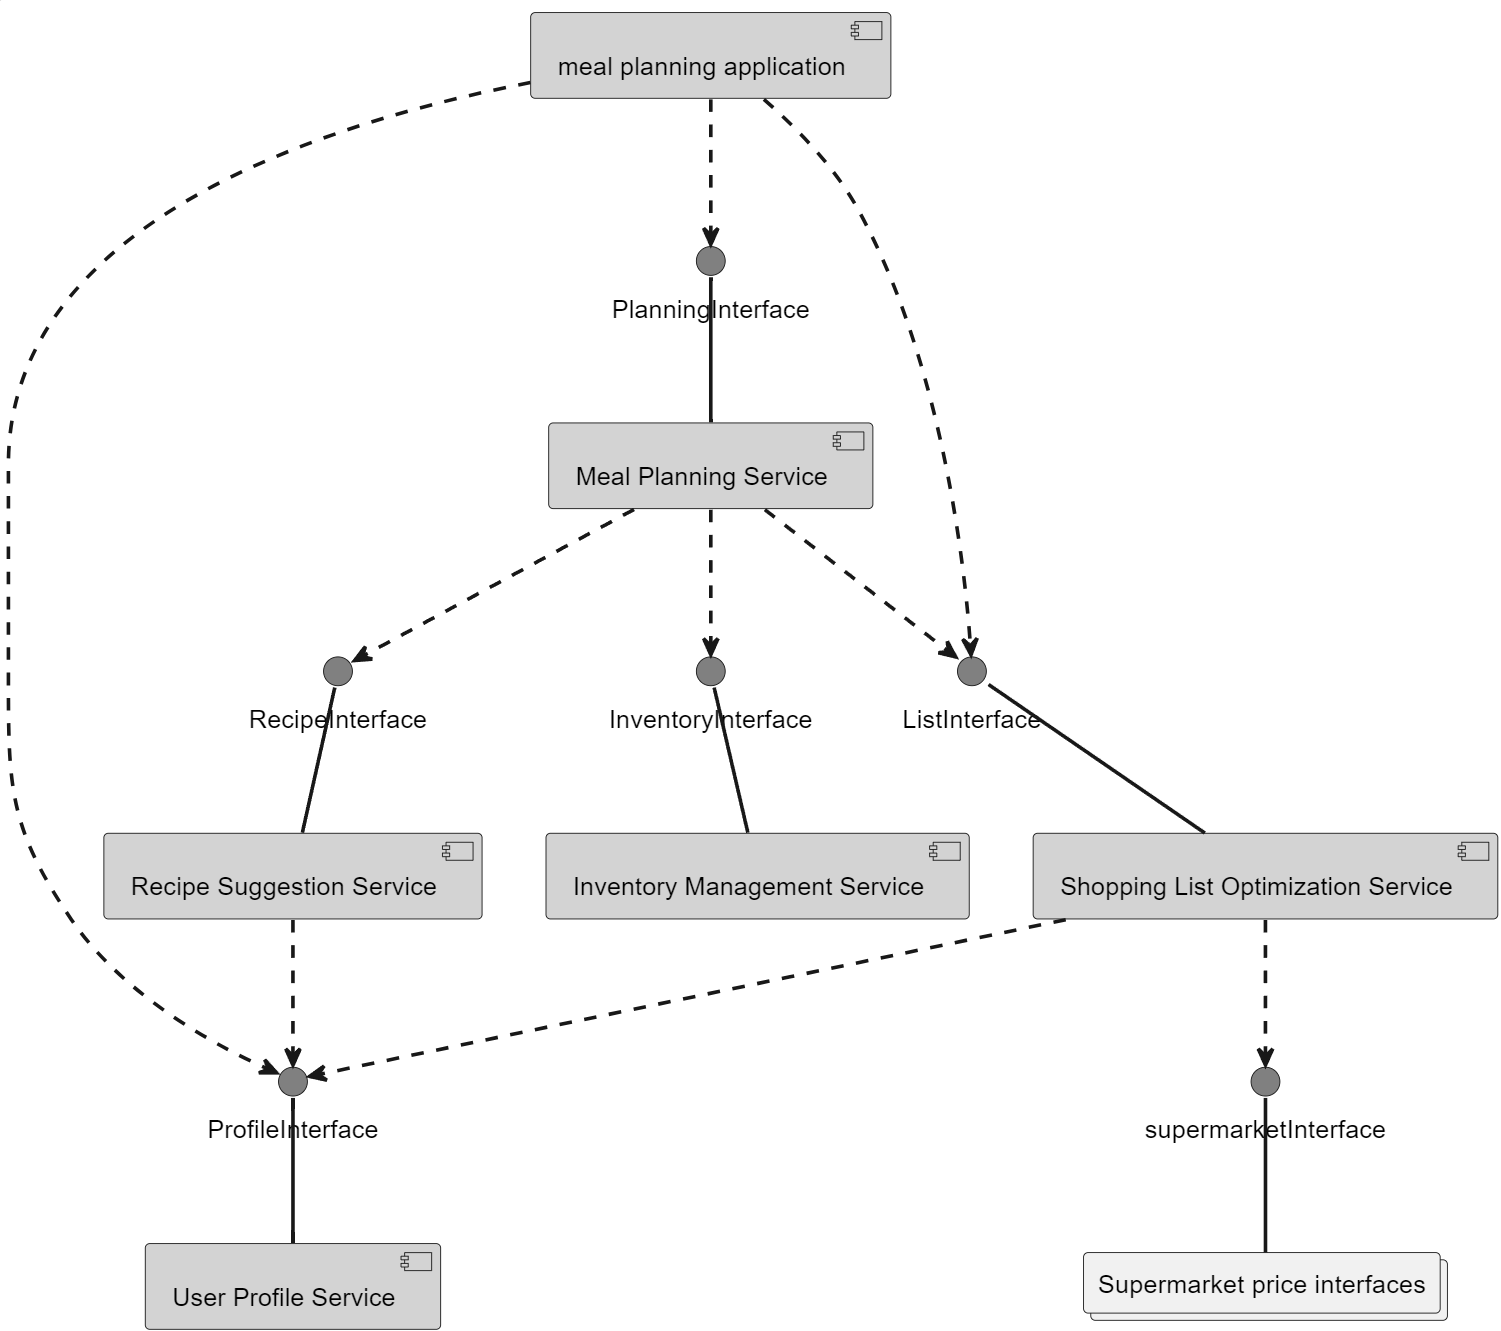 meal planning application
PlanningInterface
Meal Planning Service
RecipeInterface
InventoryInterface
ListInterface
Recipe Suggestion Service
Inventory Management Service
Shopping List Optimization Service
ProfileInterface
supermarketInterface
User Profile Service
Supermarket price interfaces